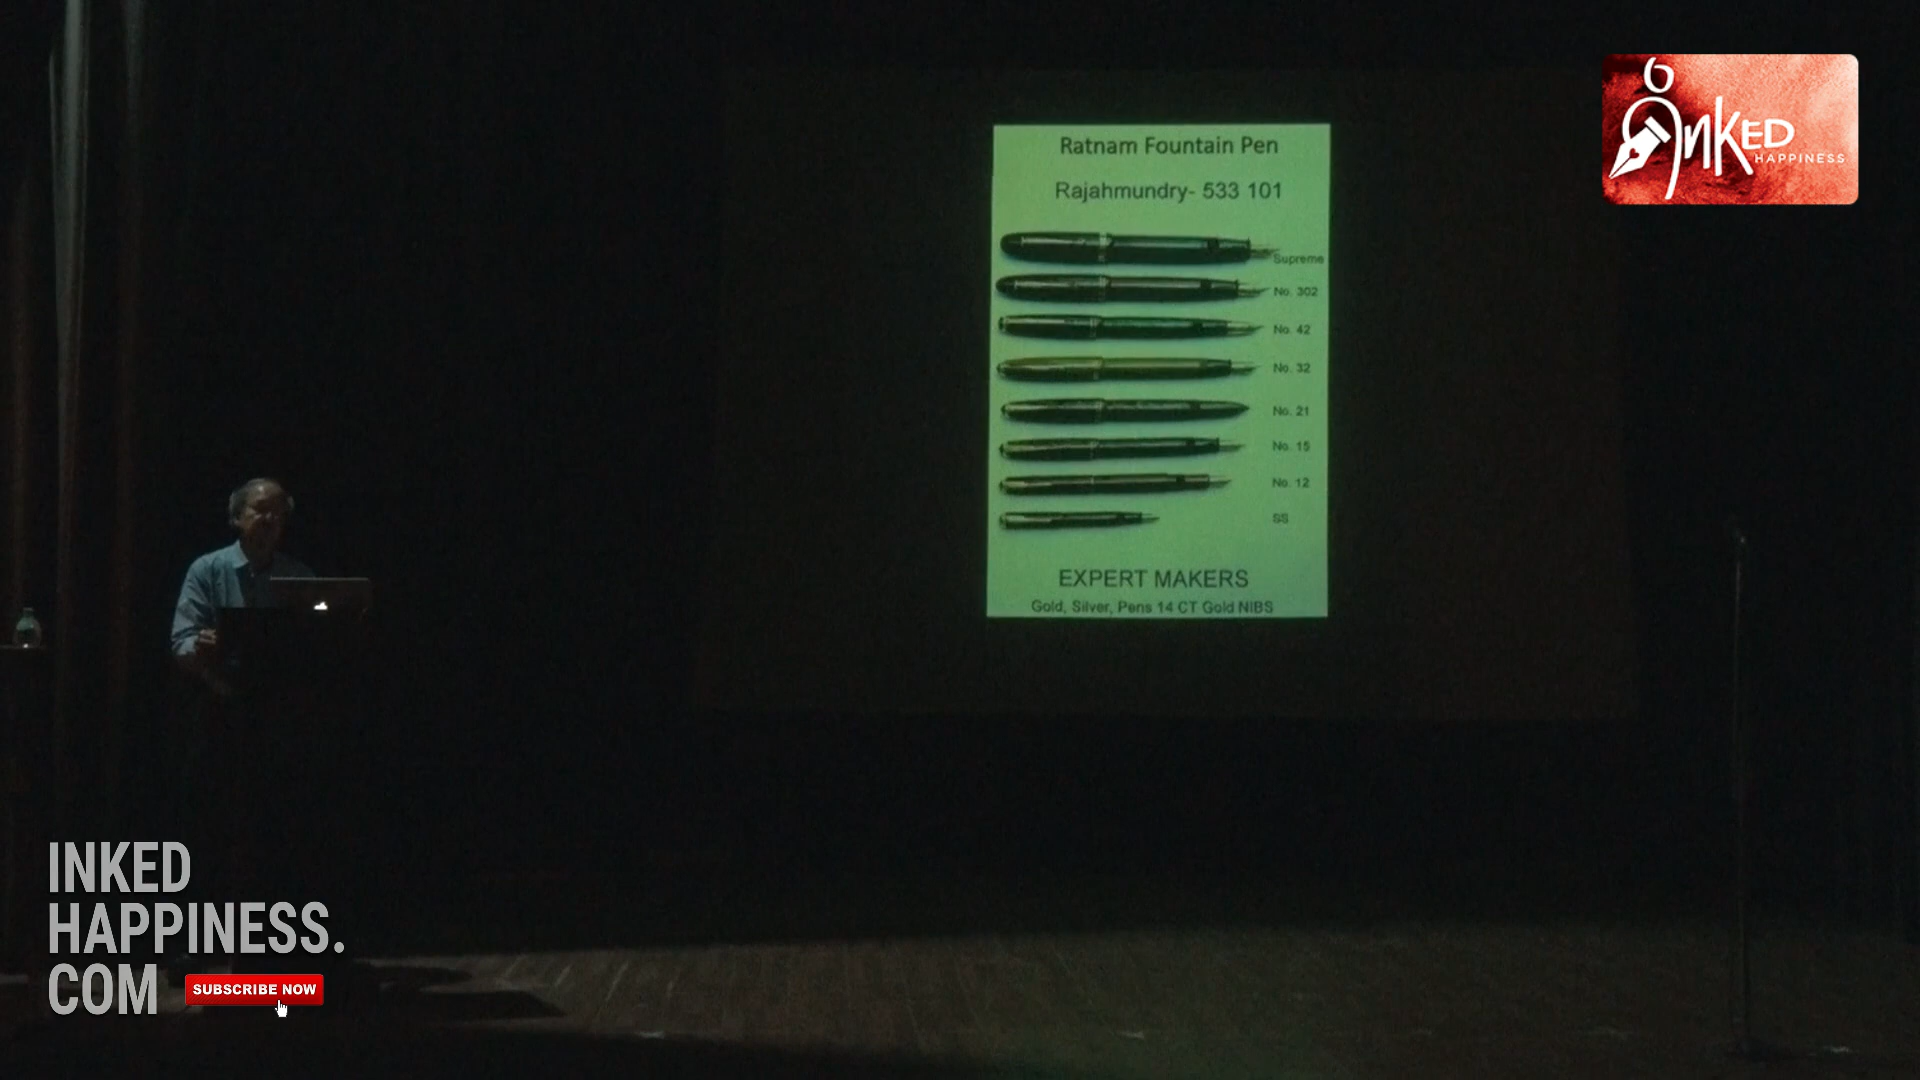 Ratnam Fountain Pen
Rajahmundry- 533 101
Supreme
No. 302
No. 42
No. 32
No. 21
No. 15
No. 12
SS
EXPERT MAKERS
Gold, Silver, Pens 14 CT Gold NIBS
inKED
HAPPINESS
INKED
HAPPINESS.
COM
SUBSCRIBE NOW